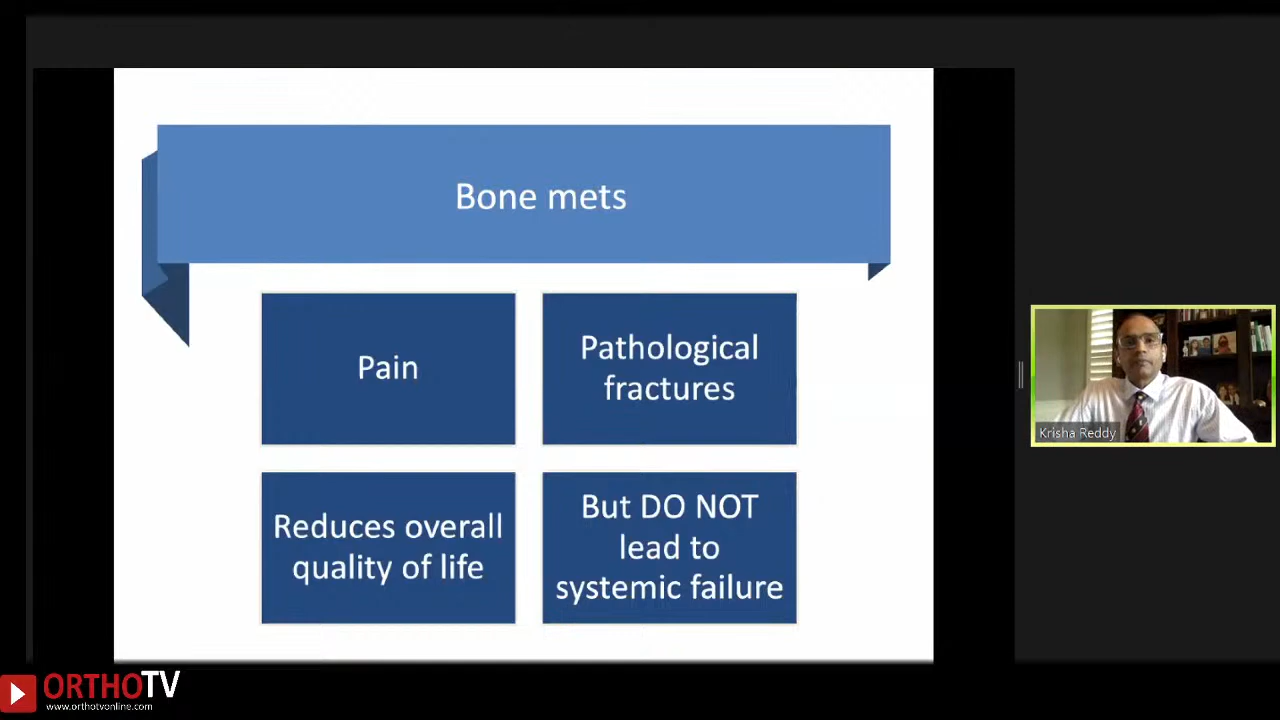 Bone mets
Pain
Pathological
fractures
Reduces overall
quality of life
But DO NOT
lead to
systemic failure
Krisha Reddy
ORTHOTV
www.orthotvonline.com